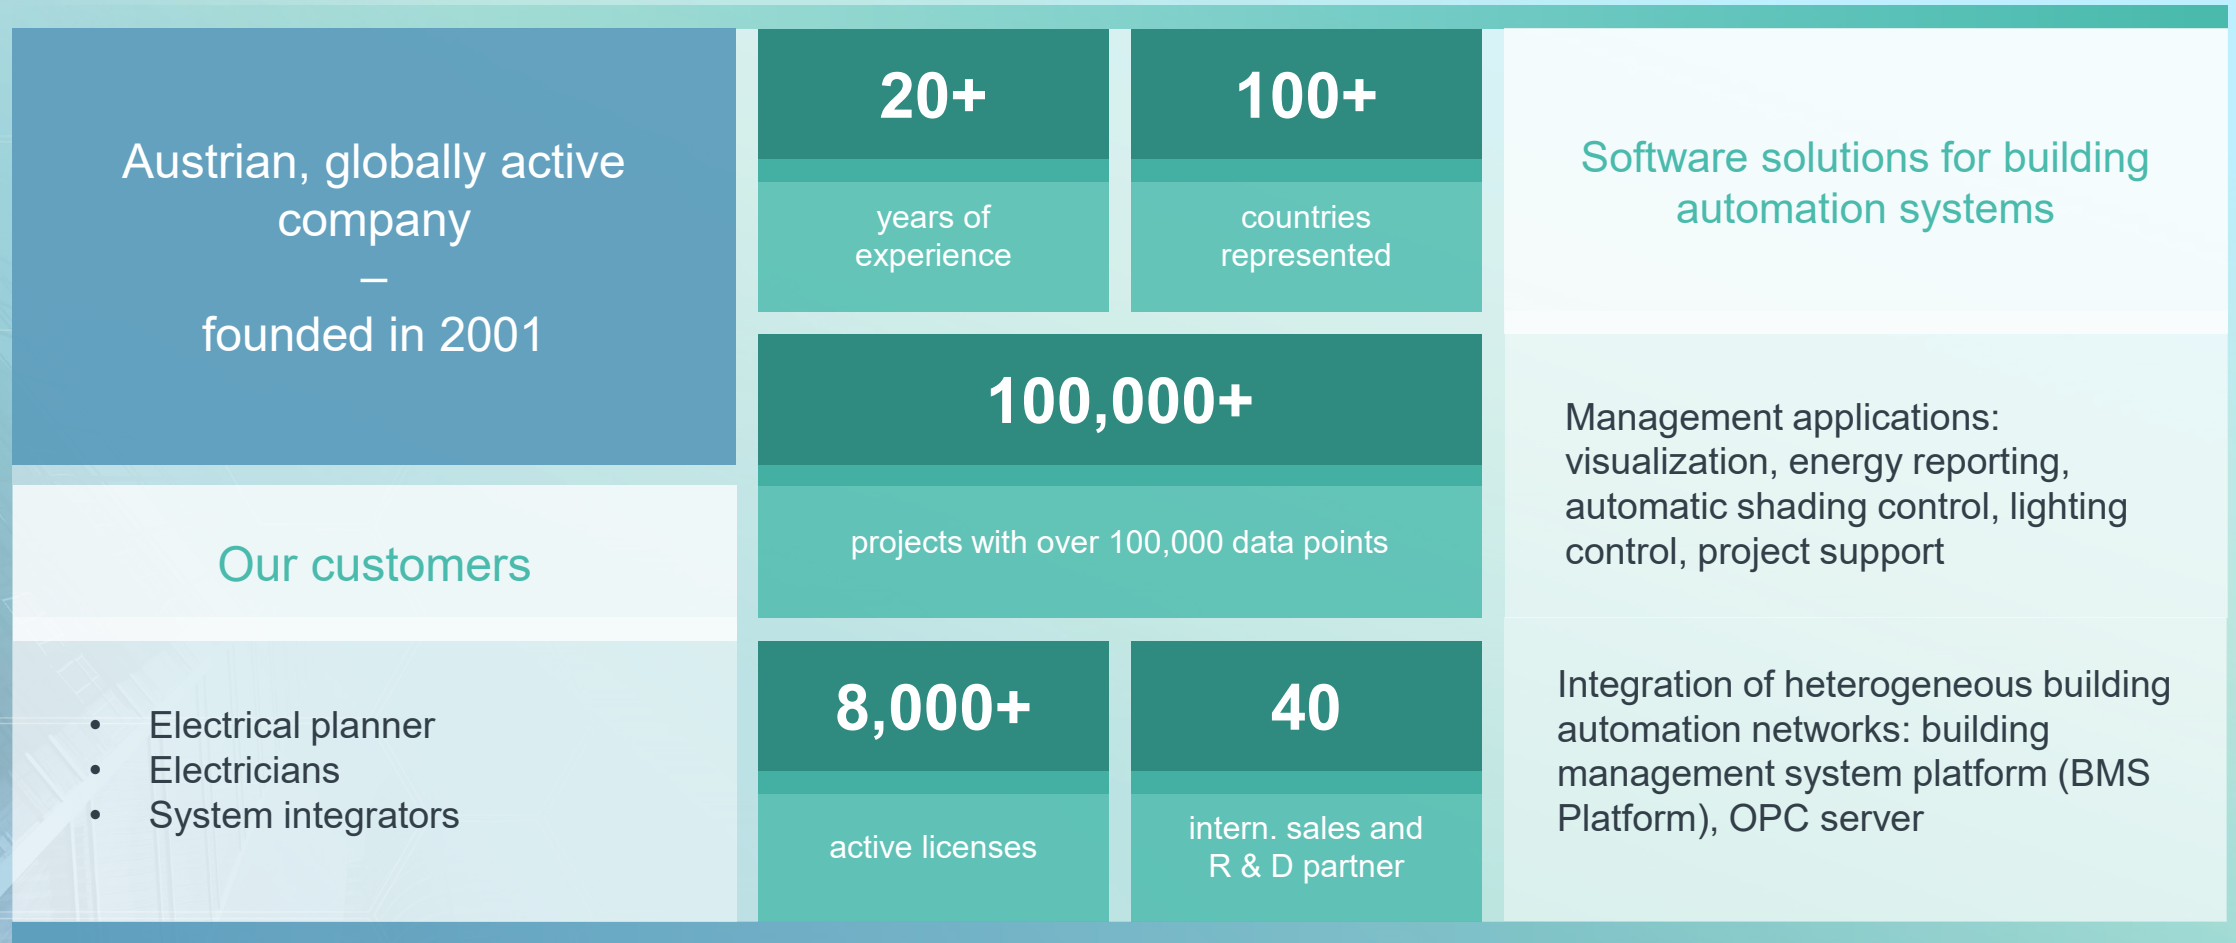 Austrian, globally active
company
–
founded in 2001
Our customers
• Electrical planner
• Electricians
• System integrators
20+
years of
experience
100+
countries
represented
100,000+
projects with over 100,000 data points
8,000+
active licenses
40
intern. sales and
R & D partner
Software solutions for building
automation systems
Management applications:
visualization, energy reporting,
automatic shading control, lighting
control, project support
Integration of heterogeneous building
automation networks: building
management system platform (BMS
Platform), OPC server